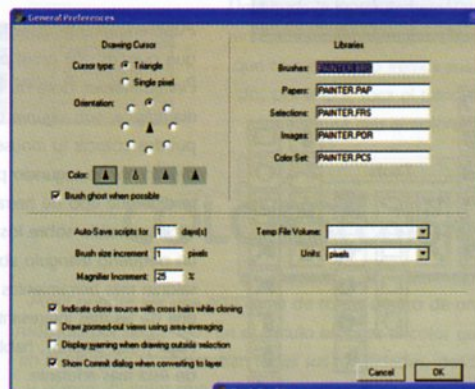 General Preferences
Drawing Cursor
Cursor type:
Triangle
Single pixel
Orientation:
Color:
Brush ghost when possible
Libraries
Brushes: PAINTER.BRS
Papers: PAINTER.PAP
Selections: PAINTER.FRS
Images: PAINTER.POR
Color Set: PAINTER.PCS
Auto-Save scripts for 1 days(s)
Brush size increment 1 pixels
Magnifier Increment: 25 %
Temp File Volume:
Units: pixels
Indicate clone source with cross hairs while cloning
Draw zoomed-out views using area-averaging
Display warning when drawing outside selection
Show Commit dialog when converting to layer
Cancel
OK